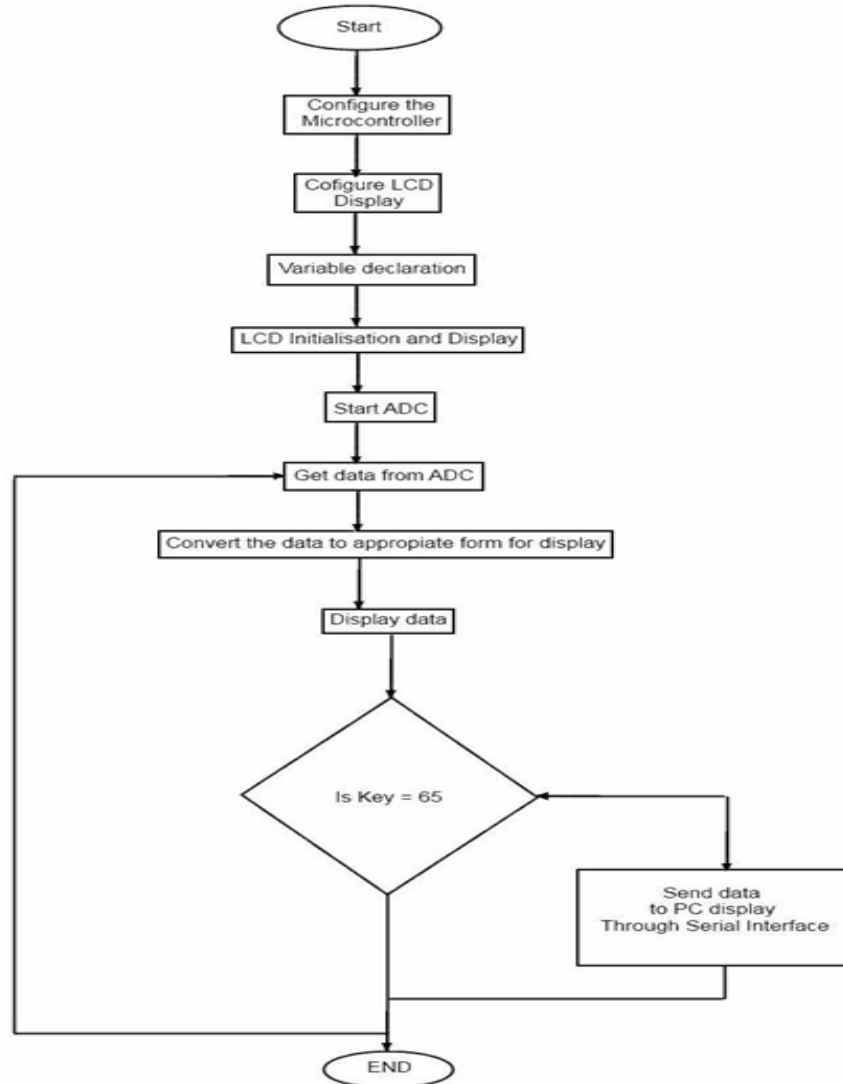 Start
Configure the
Microcontroller
Cofigure LCD
Display
Variable declaration
LCD Initialisation and Display
Start ADC
Get data from ADC
Convert the data to appropiate form for display
Display data
Is Key = 65
Send data
to PC display
Through Serial Interface
END